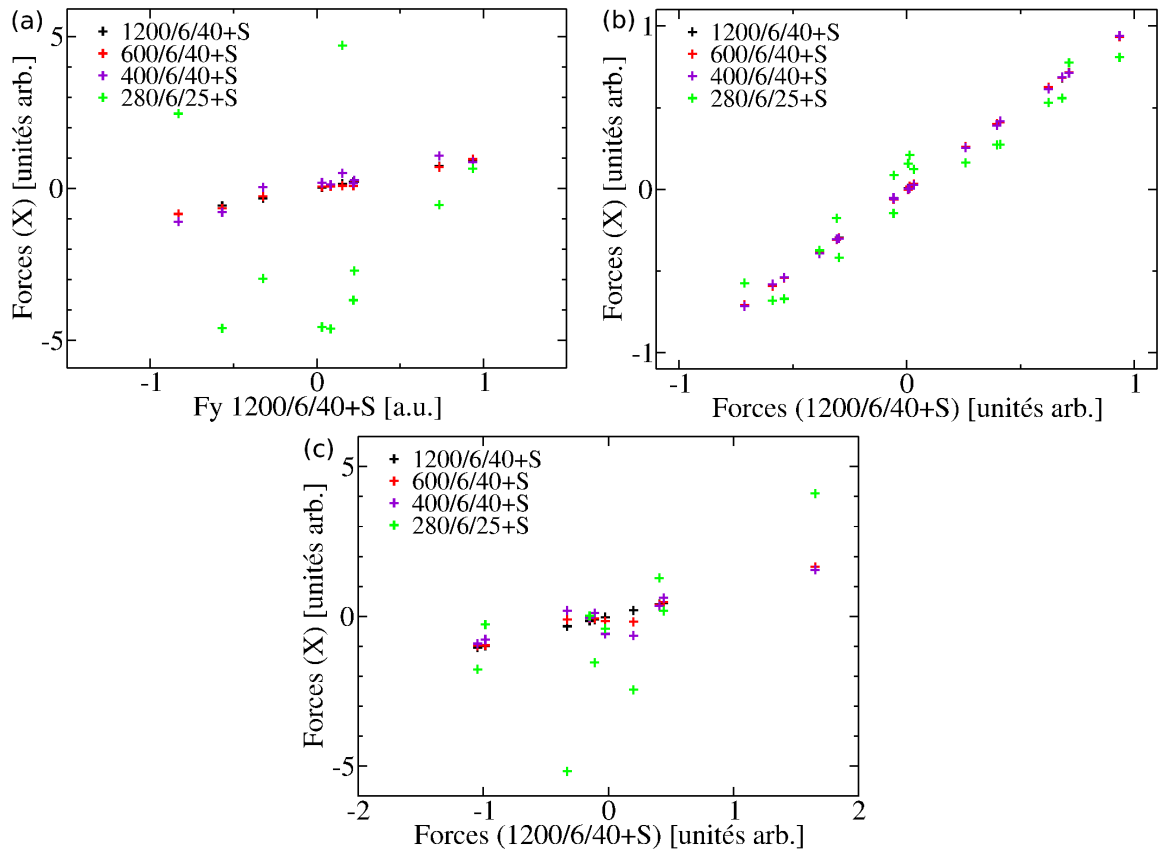 (a)
1200/6/40+S
600/6/40+S
400/6/40+S
280/6/25+S
5
0
-5
Forces (X) [unités arb.]
-1
0
1
Fy 1200/6/40+S [a.u.]
(b)
1200/6/40+S
600/6/40+S
400/6/40+S
280/6/25+S
1
0
-1
Forces (X) [unités arb.]
-1
0
1
Forces (1200/6/40+S) [unités arb.]
(c)
1200/6/40+S
600/6/40+S
400/6/40+S
280/6/25+S
5
0
-5
Forces (X) [unités arb.]
-2
-1
0
1
2
Forces (1200/6/40+S) [unités arb.]